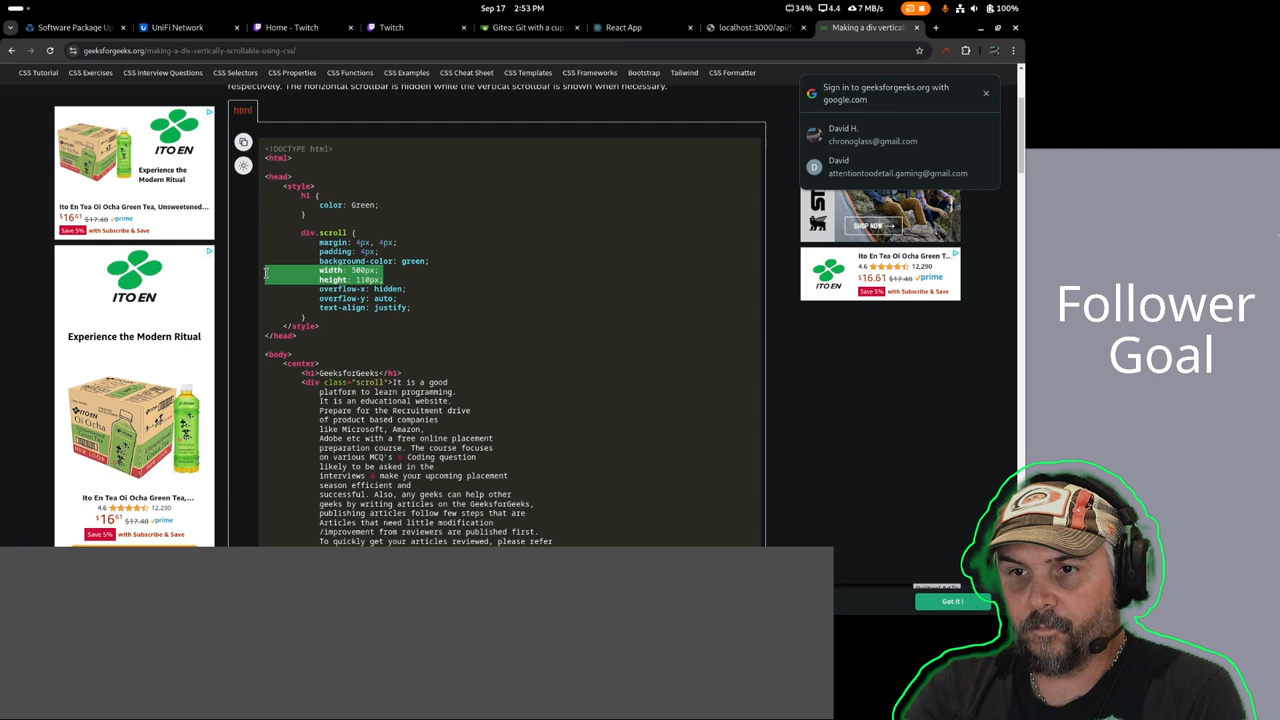 Sep 17 2:53 PM
34% 4.4 7 MB/s 100%
Software Package Up
UniFi Network
Home - Twitch
Twitch
Gitea: Git with a cup
React App
localhost:3000/api/f
Making a div verticall
geeksforgeeks.org/making-a-div-vertically-scrollable-using-css/
CSS Tutorial CSS Exercises CSS Interview Questions CSS Selectors CSS Properties CSS Functions CSS Examples CSS Cheat Sheet CSS Templates CSS Frameworks Bootstrap Tailwind CSS Formatter
respectively. The horizontal scrollbar is hidden while the vertical scrollbar is shown when necessary.
html
<!DOCTYPE html>
<html>
<head>
<style>
h1 {
color: Green;
}
div.scroll {
margin: 4px, 4px;
padding: 4px;
background-color: green;
width: 500px;
height: 110px;
overflow-x: hidden;
overflow-y: auto;
text-align: justify;
}
</style>
</head>
<body>
<center>
<h1>GeeksforGeeks</h1>
<div class="scroll">It is a good
platform to learn programming.
It is an educational website.
Prepare for the Recruitment drive
of product based companies
like Microsoft, Amazon,
Adobe etc with a free online placement
preparation course. The course focuses
on various MCQ's & Coding question
likely to be asked in the
interviews & make your upcoming placement
season efficient and
successful. Also, any geeks can help other
geeks by writing articles on the GeeksforGeeks,
publishing articles follow few steps that are
Articles that need little modification
/improvement from reviewers are published first.
To quickly get your articles reviewed, please refer
ITO EN
Experience the
Modern Ritual
Ito En Tea Oi Ocha Green Tea, Unsweetened...
$16.61 $17.48 prime
Save 5% with Subscribe & Save
ITO EN
Experience the Modern Ritual
Ito En Tea Oi Ocha Green Tea,...
4.6 12,290
$16.61 $17.48 prime
Save 5% with Subscribe & Save
Sign in to geeksforgeeks.org with
google.com
David H.
chronoglass@gmail.com
D
David
attentiontodetail.gaming@gmail.com
SHOP NOW
ITO EN
Ito En Tea Oi Ocha Green T...
4.6 12,290
$16.61 $17.48 prime
Save 5% with Subscribe & Save
Got It !
Follower
Goal